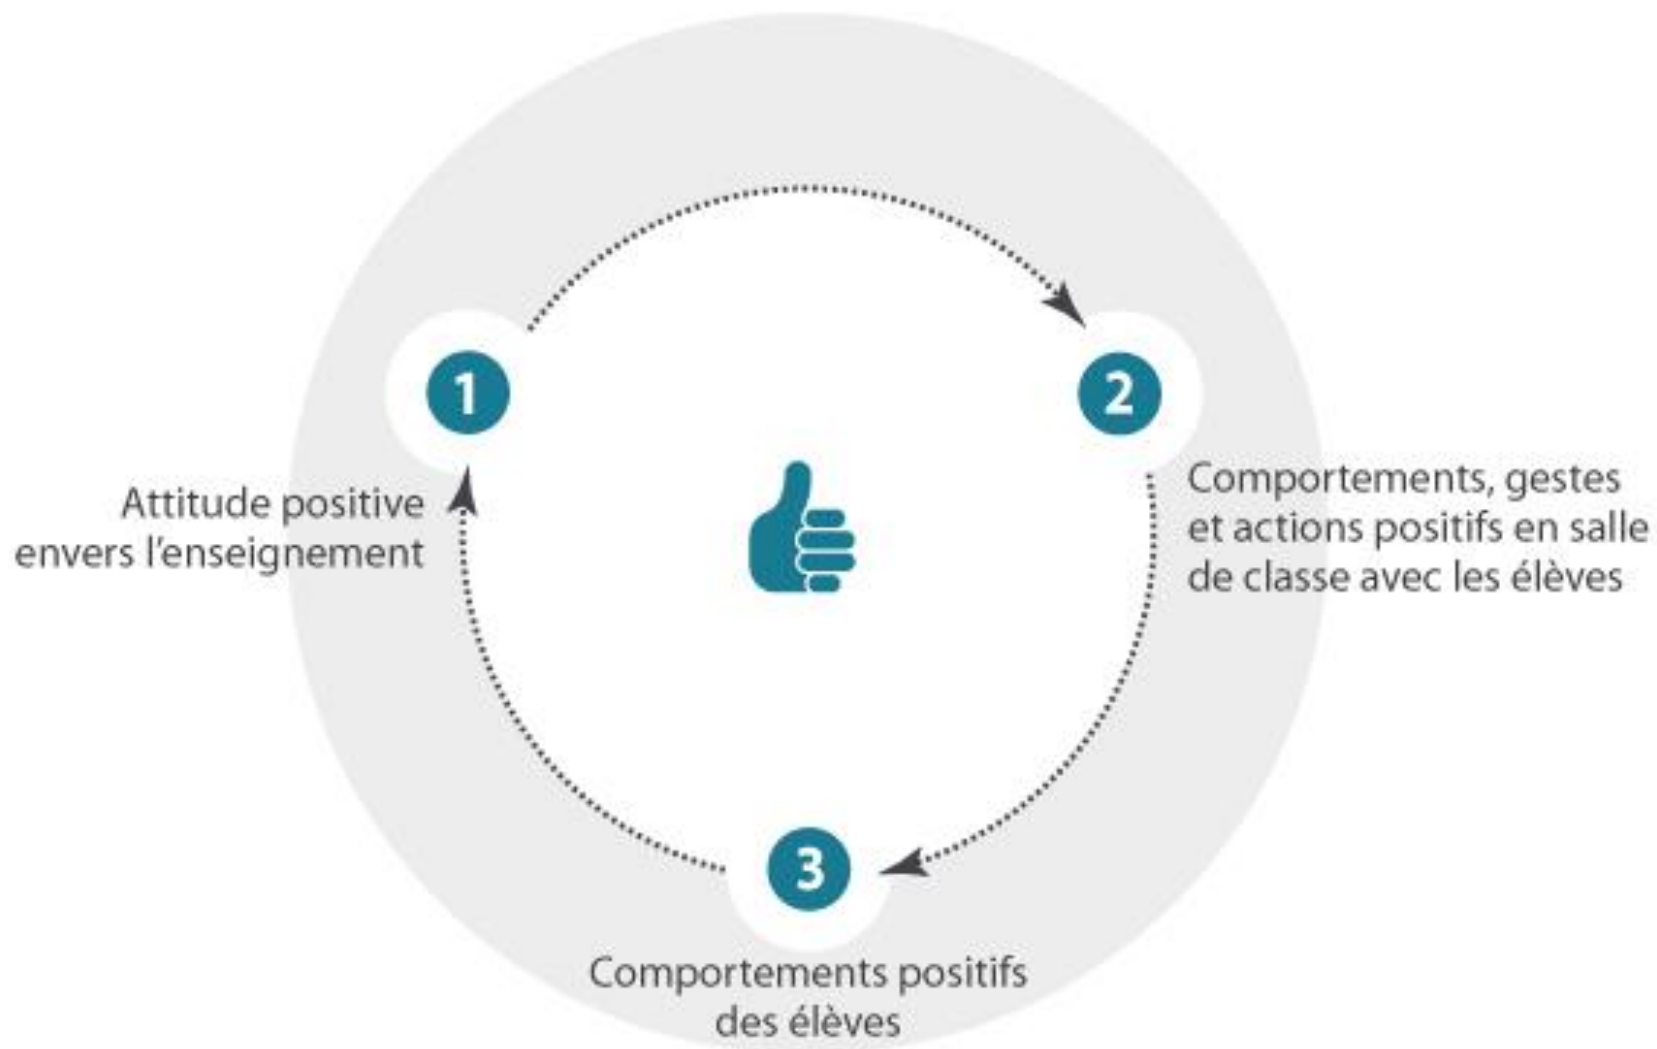 1
Attitude positive
envers l'enseignement
2
Comportements, gestes
et actions positifs en salle
de classe avec les élèves
3
Comportements positifs
des élèves